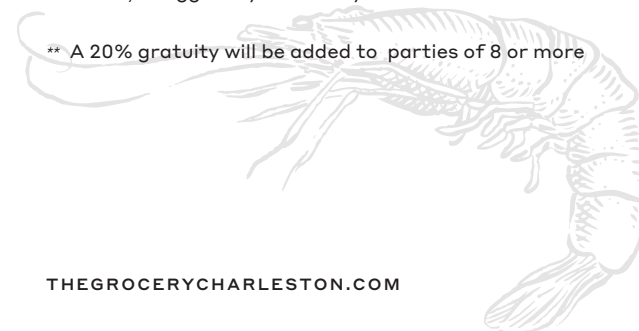 ** A 20% gratuity will be added to parties of 8 or more
THEGROCERYCHARLESTON.COM